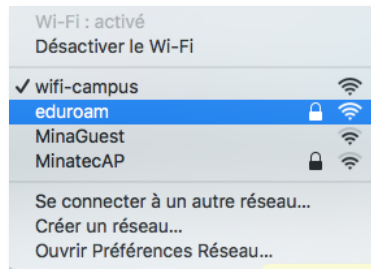 Wi-Fi : activé
Désactiver le Wi-Fi
wifi-campus
eduroam
MinaGuest
MinatecAP
Se connecter à un autre réseau...
Créer un réseau...
Ouvrir Préférences Réseau...